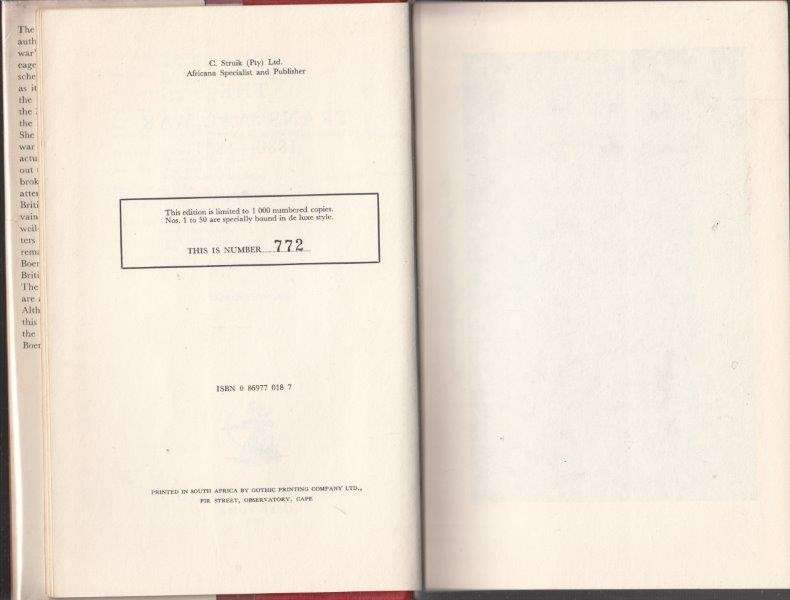 The
auth
war'
eage
sche
as it
the
the
the
She
war
actu
out
brok
atter
Briti
vain
weil
ters
rema
Boer
Briti
The
are
Alth
this
the
Boer
C. Struik (Pty) Ltd.
Africana Specialist and Publisher
This edition is limited to 1 000 numbered copies.
Nos. 1 to 50 are specially bound in de luxe style.
THIS IS NUMBER 772
ISBN 0 86977 018 7
PRINTED IN SOUTH AFRICA BY GOTHIC PRINTING COMPANY LTD.,
PIR STREET, OBSERVATORY, CAPE